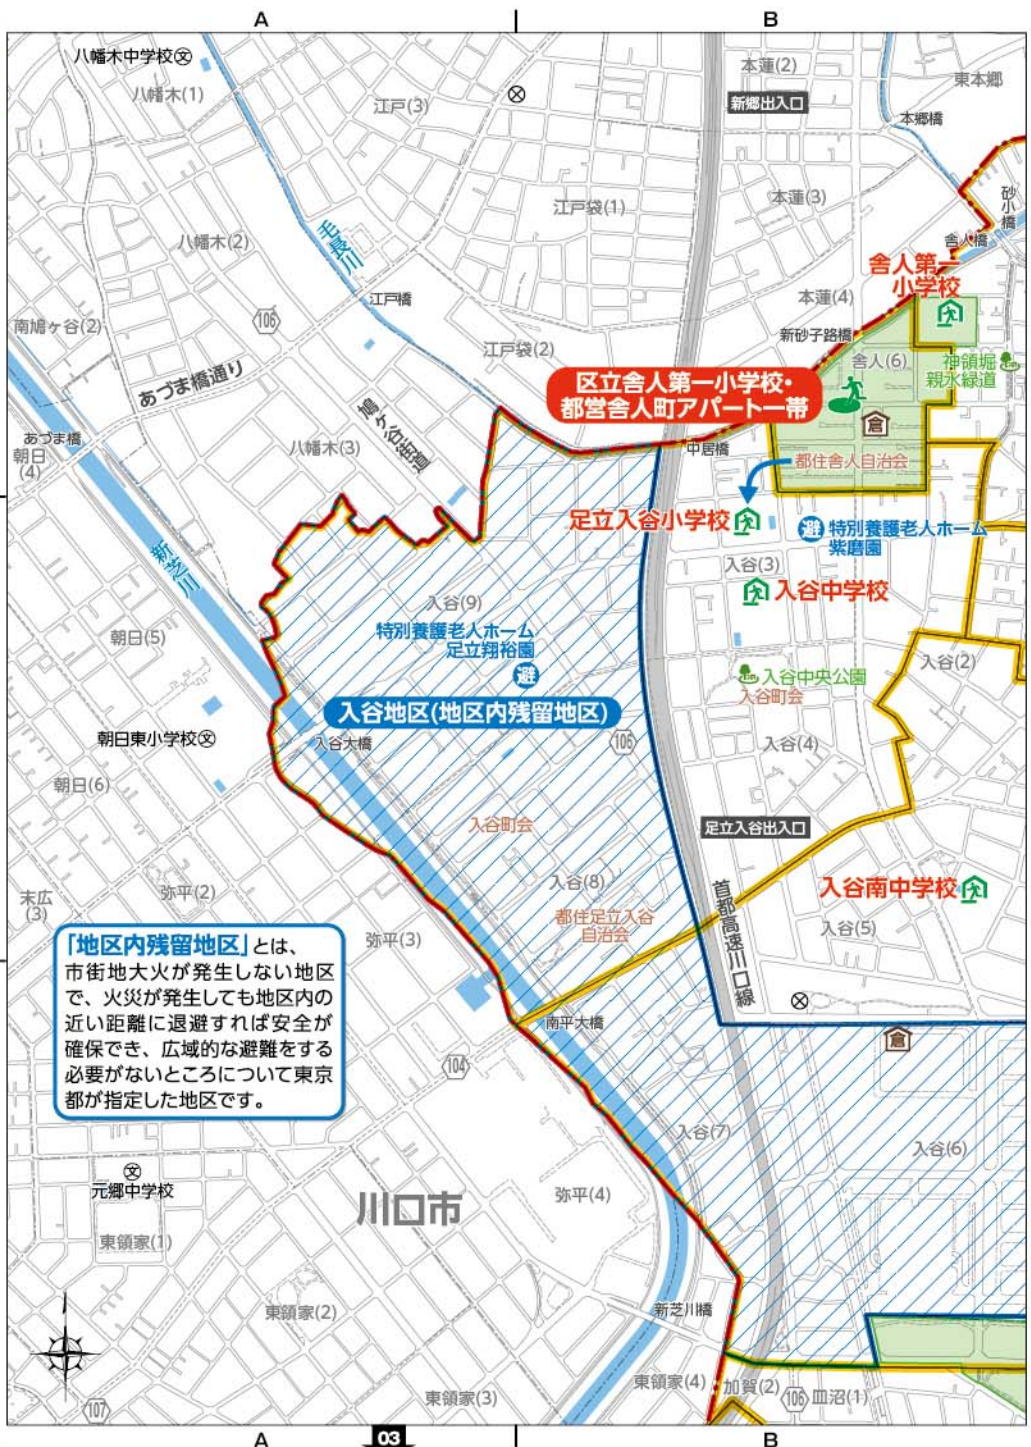 A
B
八幡木中学校
文
八幡木(1)
江戸(3)
本蓮(2)
東本郷
新郷出入口
本郷橋
毛長川
江戸袋(1)
本蓮(3)
砂小橋
八幡木(2)
舎人橋
舎人第一
小学校
江戸橋
本蓮(4)
106
南鳩ヶ谷(2)
新砂子路橋
江戸袋(2)
舎人(6)
神領堀
親水緑道
あづま橋通り
区立舎人第一小学校・
都営舎人町アパート一帯
倉
鳩ヶ谷街道
あづま橋
朝日
(4)
八幡木(3)
中居橋
都住舎人自治会
足立入谷小学校
避
特別養護老人ホーム
紫磨園
新芝川
入谷(3)
入谷中学校
入谷(9)
朝日(5)
特別養護老人ホーム
足立翔裕園
避
入谷(2)
入谷中央公園
入谷町会
入谷地区(地区内残留地区)
朝日東小学校
文
入谷大橋
106
入谷(4)
朝日(6)
入谷町会
足立入谷出入口
末広
(3)
弥平(2)
入谷(8)
入谷南中学校
首都高速川口線
都住足立入谷
自治会
入谷(5)
弥平(3)
「地区内残留地区」とは、
市街地大火が発生しない地区
で、火災が発生しても地区内の
近い距離に退避すれば安全が
確保でき、広域的な避難をする
必要がないところについて東京
都が指定した地区です。
南平大橋
倉
104
入谷(7)
入谷(6)
文
元郷中学校
川口市
弥平(4)
東領家(1)
東領家(2)
新芝川橋
東領家(3)
東領家(4)
加賀(2)
106
皿沼(1)
107
A
03
B